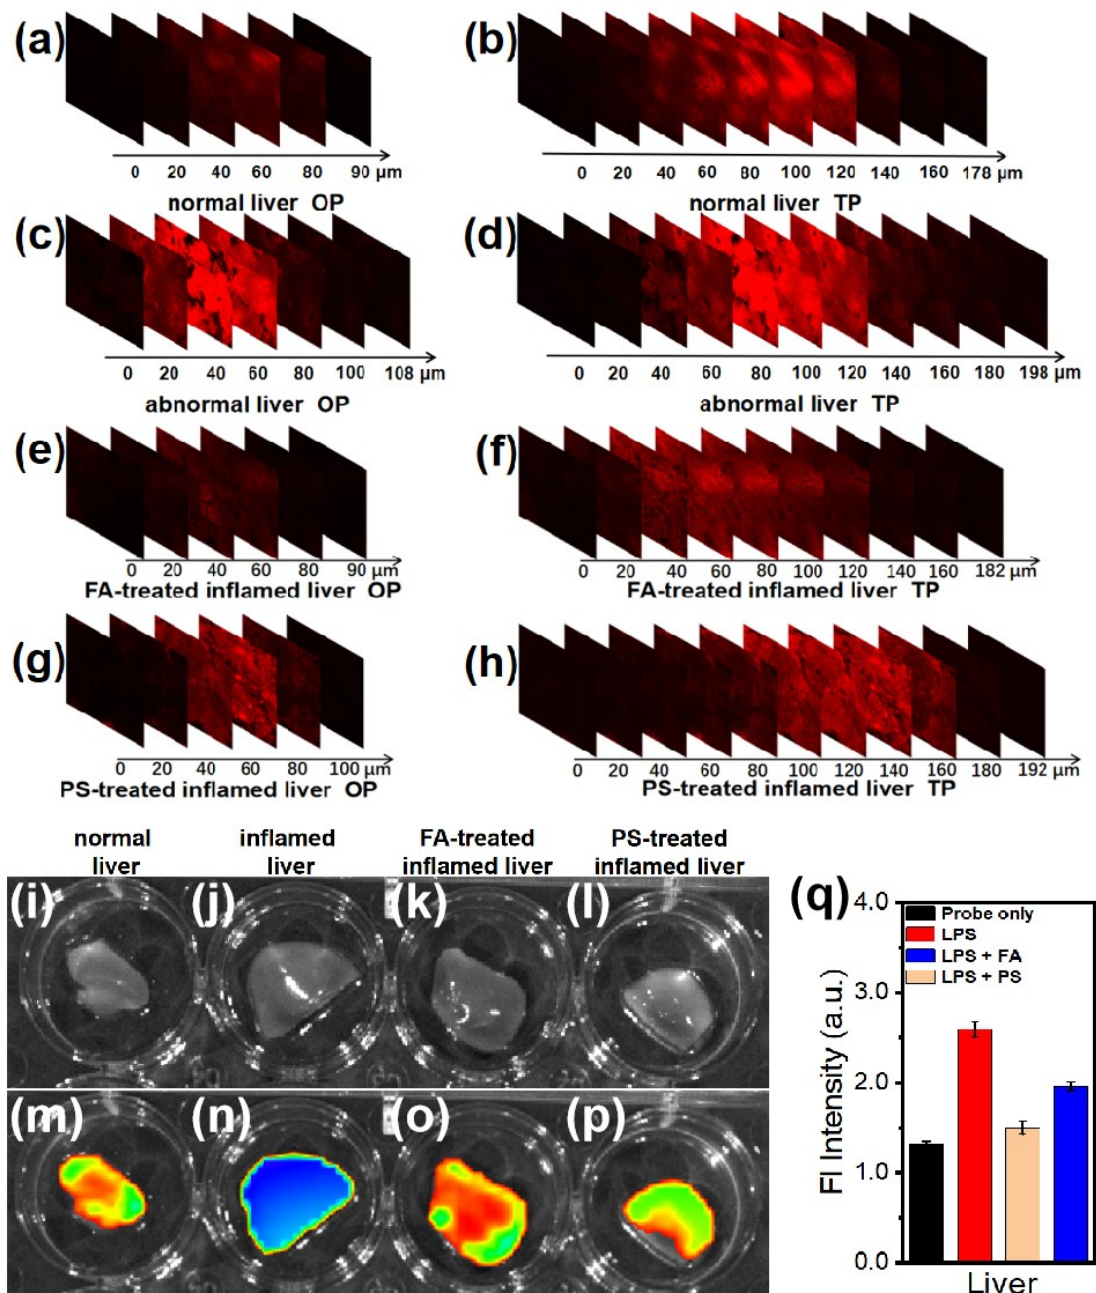 (a)
0 20 40 60 80 90 μm
normal liver OP
(b)
0 20 40 60 80 100 120 140 160 178 μm
normal liver TP
(c)
0 20 40 60 80 100 108 μm
abnormal liver OP
(d)
0 20 40 60 80 100 120 140 160 180 198 μm
abnormal liver TP
(e)
0 20 40 60 80 90 μm
FA-treated inflamed liver OP
(f)
0 20 40 60 80 100 120 140 160 182 μm
FA-treated inflamed liver TP
(g)
0 20 40 60 80 100 μm
PS-treated inflamed liver OP
(h)
0 20 40 60 80 100 120 140 160 180 192 μm
PS-treated inflamed liver TP
normal
liver
inflamed
liver
FA-treated
inflamed liver
PS-treated
inflamed liver
(i)
(j)
(k)
(l)
(m)
(n)
(o)
(p)
(q)
4.0
3.0
2.0
1.0
0.0
FI Intensity (a.u.)
Probe only
LPS
LPS + FA
LPS + PS
Liver